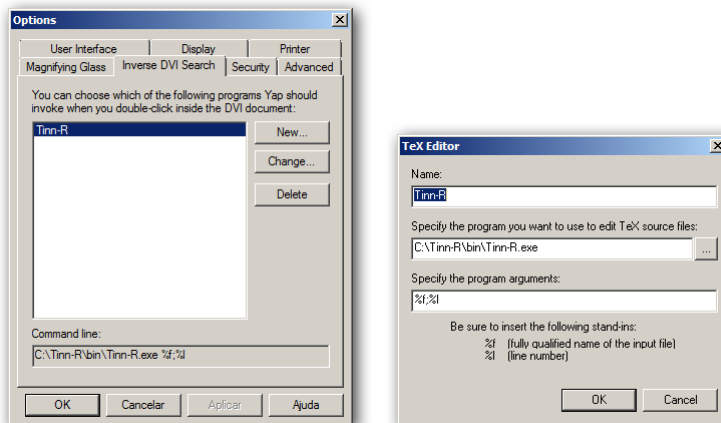 Options
User Interface Display Printer
Magnifying Glass Inverse DVI Search Security Advanced
You can choose which of the following programs Yap should
invoke when you double-click inside the DVI document:
Tinn-R
New...
Change...
Delete
Command line:
C:\Tinn-R\bin\Tinn-R.exe %f;%l
OK Cancelar Aplicar Ajuda
TeX Editor
Name:
Tinn-R
Specify the program you want to use to edit TeX source files:
C:\Tinn-R\bin\Tinn-R.exe ...
Specify the program arguments:
%f;%l
Be sure to insert the following stand-ins:
%f (fully qualified name of the input file)
%l (line number)
OK Cancel